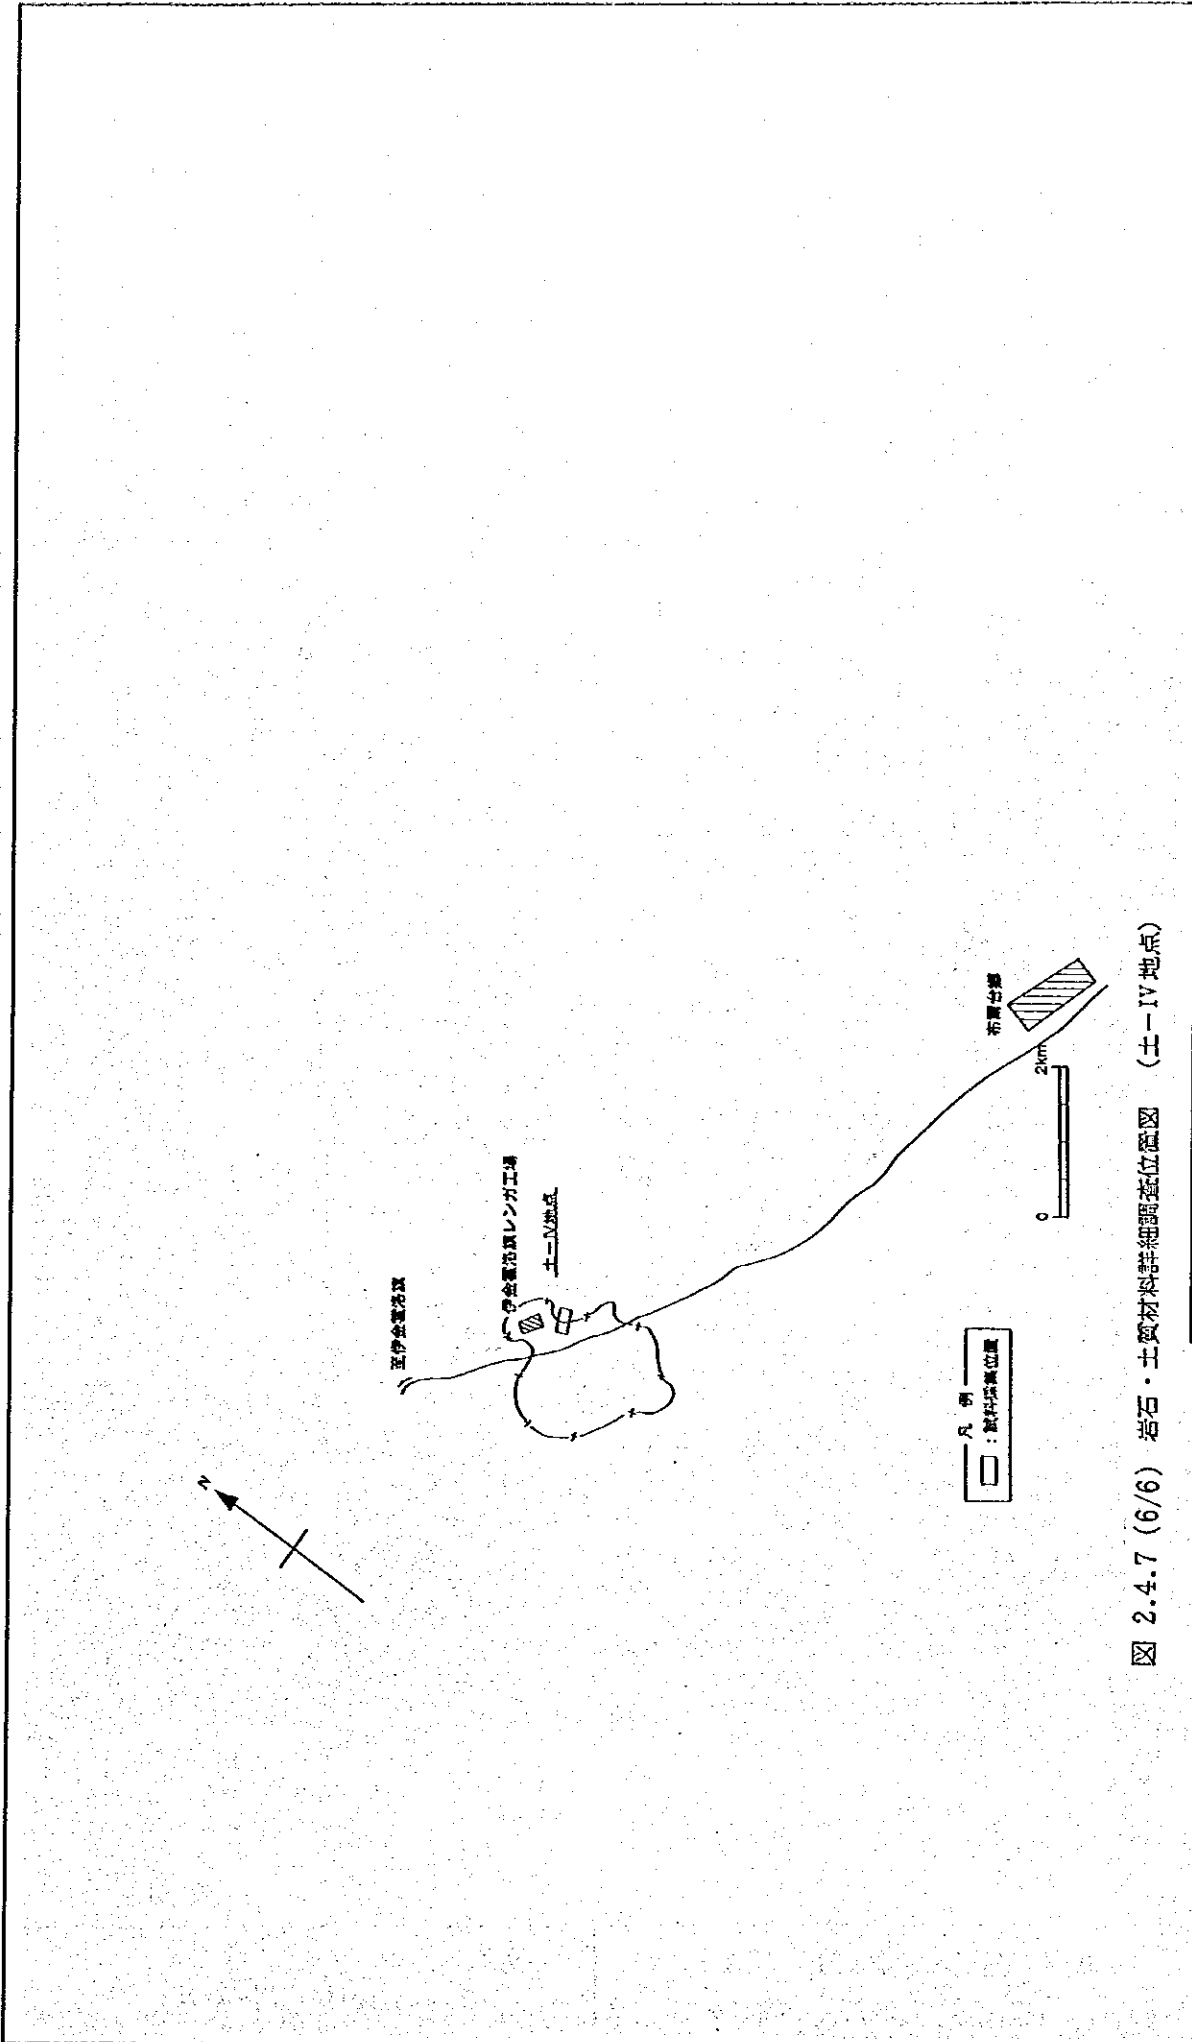 N
至伊金霍洛旗
伊金霍洛旗レンガ工場
土－IV地点
布爾台鎮
0 2km
凡例
：試料採集位置
図 2.4.7 (6/6) 岩石・土質材料詳細調査位置図 (土－IV地点)